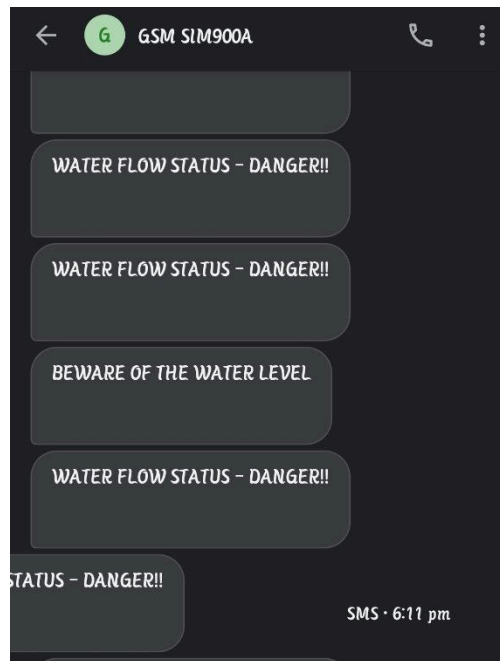 G GSM SIM900A
WATER FLOW STATUS - DANGER!!
WATER FLOW STATUS - DANGER!!
BEWARE OF THE WATER LEVEL
WATER FLOW STATUS - DANGER!!
STATUS - DANGER!!
SMS · 6:11 pm